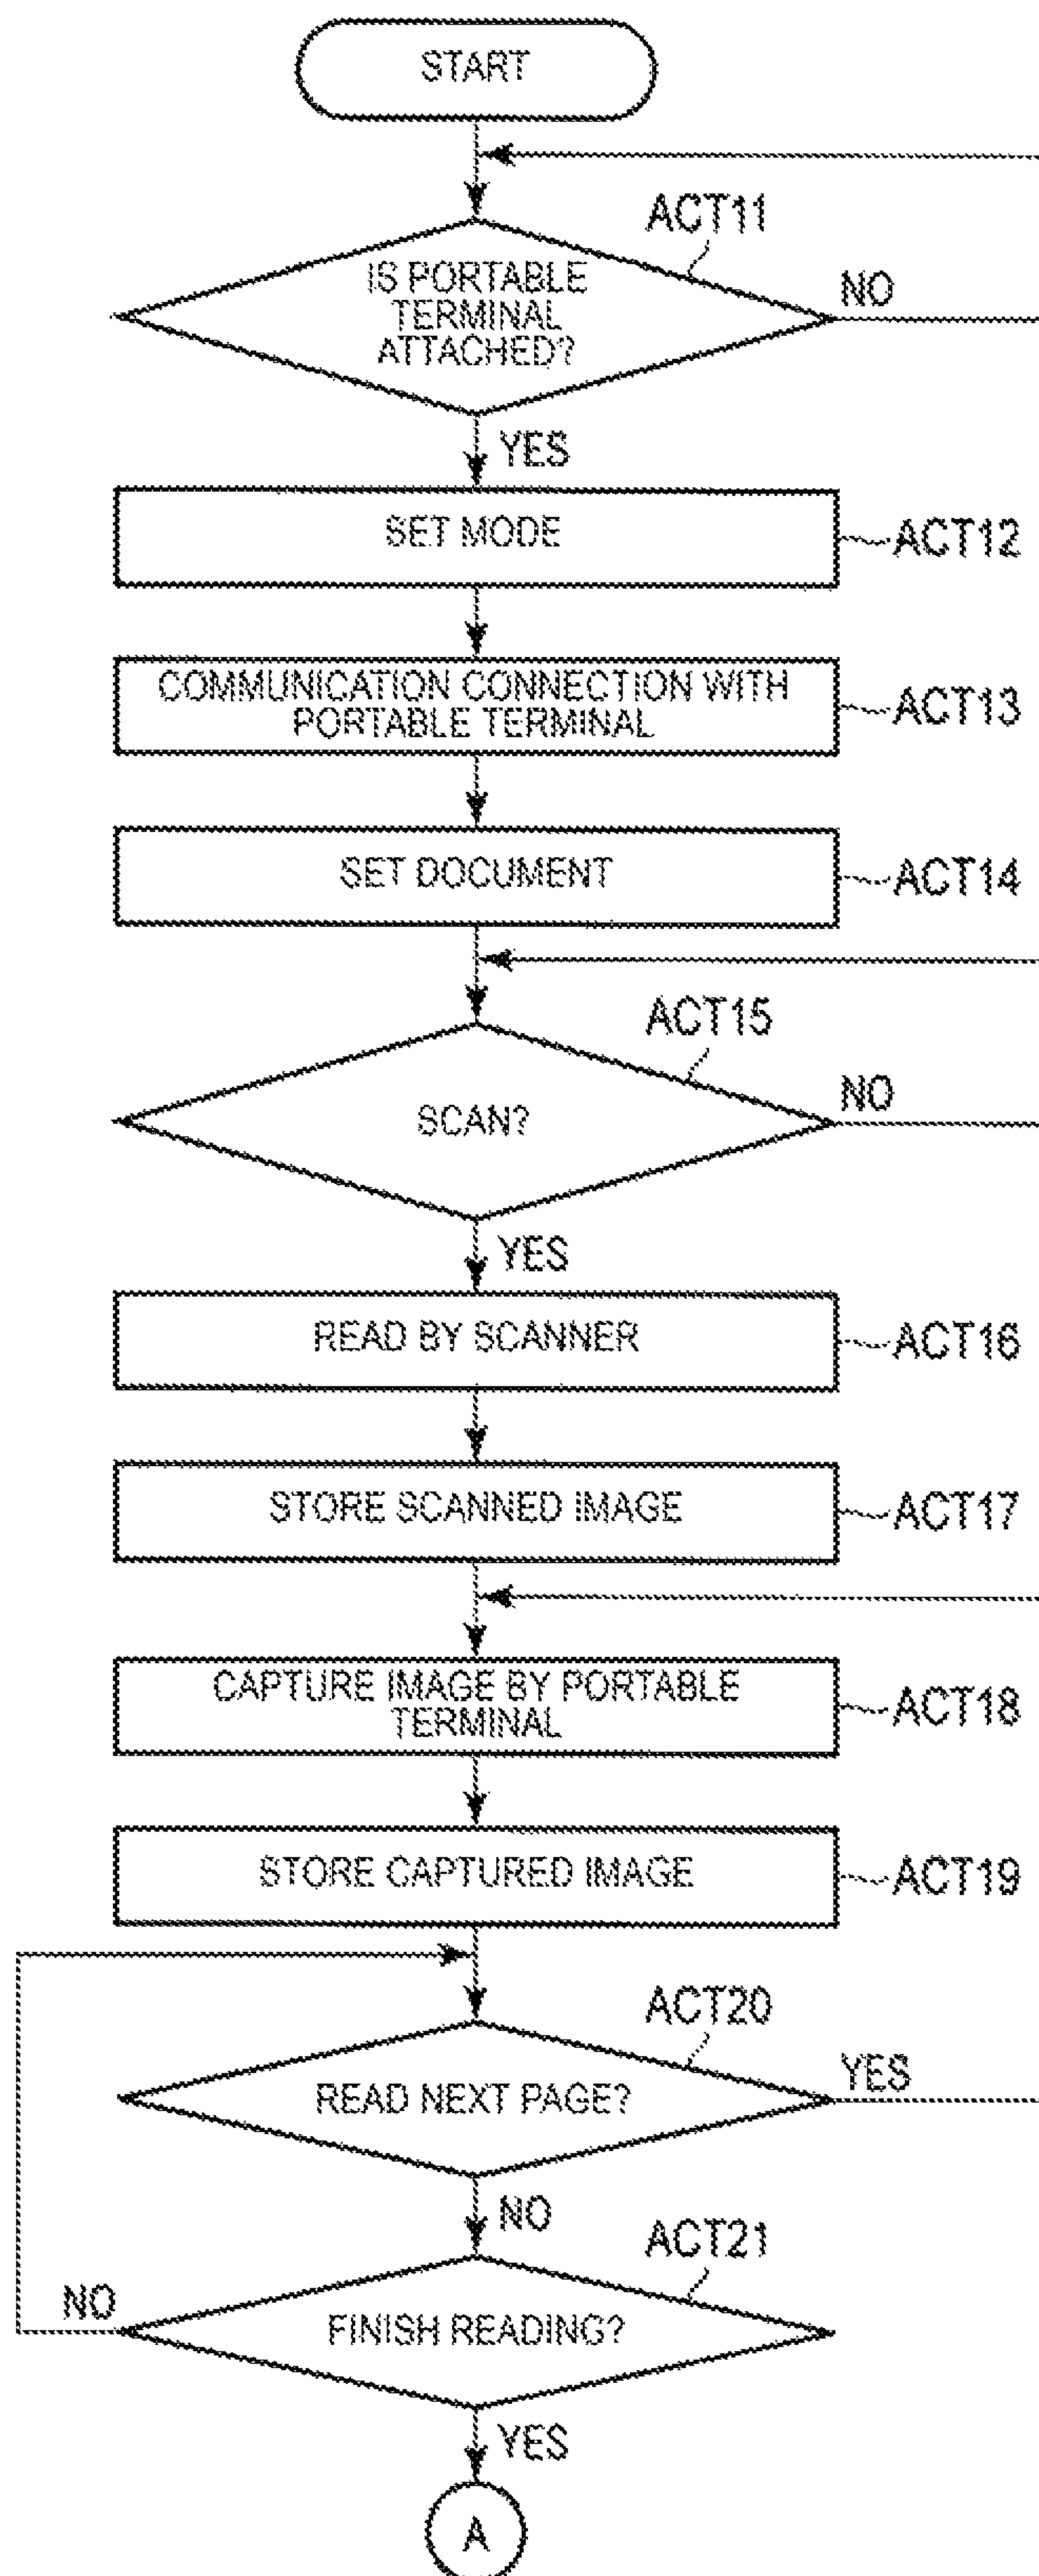 START
ACT11
IS PORTABLE
TERMINAL
ATTACHED?
NO
YES
SET MODE
ACT12
COMMUNICATION CONNECTION WITH
PORTABLE TERMINAL
ACT13
SET DOCUMENT
ACT14
ACT15
SCAN?
NO
YES
READ BY SCANNER
ACT16
STORE SCANNED IMAGE
ACT17
CAPTURE IMAGE BY PORTABLE
TERMINAL
ACT18
STORE CAPTURED IMAGE
ACT19
ACT20
READ NEXT PAGE?
YES
NO
ACT21
FINISH READING?
NO
YES
A